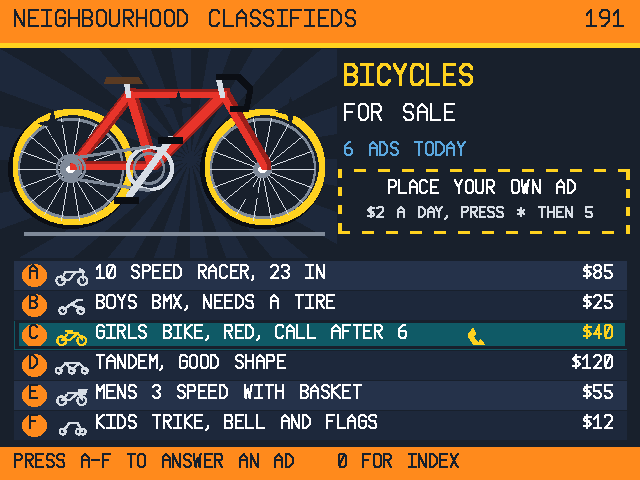 NEIGHBOURHOOD CLASSIFIEDS 191
BICYCLES
FOR SALE
6 ADS TODAY
PLACE YOUR OWN AD
$2 A DAY, PRESS * THEN 5
A 10 SPEED RACER, 23 IN $85
B BOYS BMX, NEEDS A TIRE $25
C GIRLS BIKE, RED, CALL AFTER 6 $40
D TANDEM, GOOD SHAPE $120
E MENS 3 SPEED WITH BASKET $55
F KIDS TRIKE, BELL AND FLAGS $12
PRESS A-F TO ANSWER AN AD 0 FOR INDEX